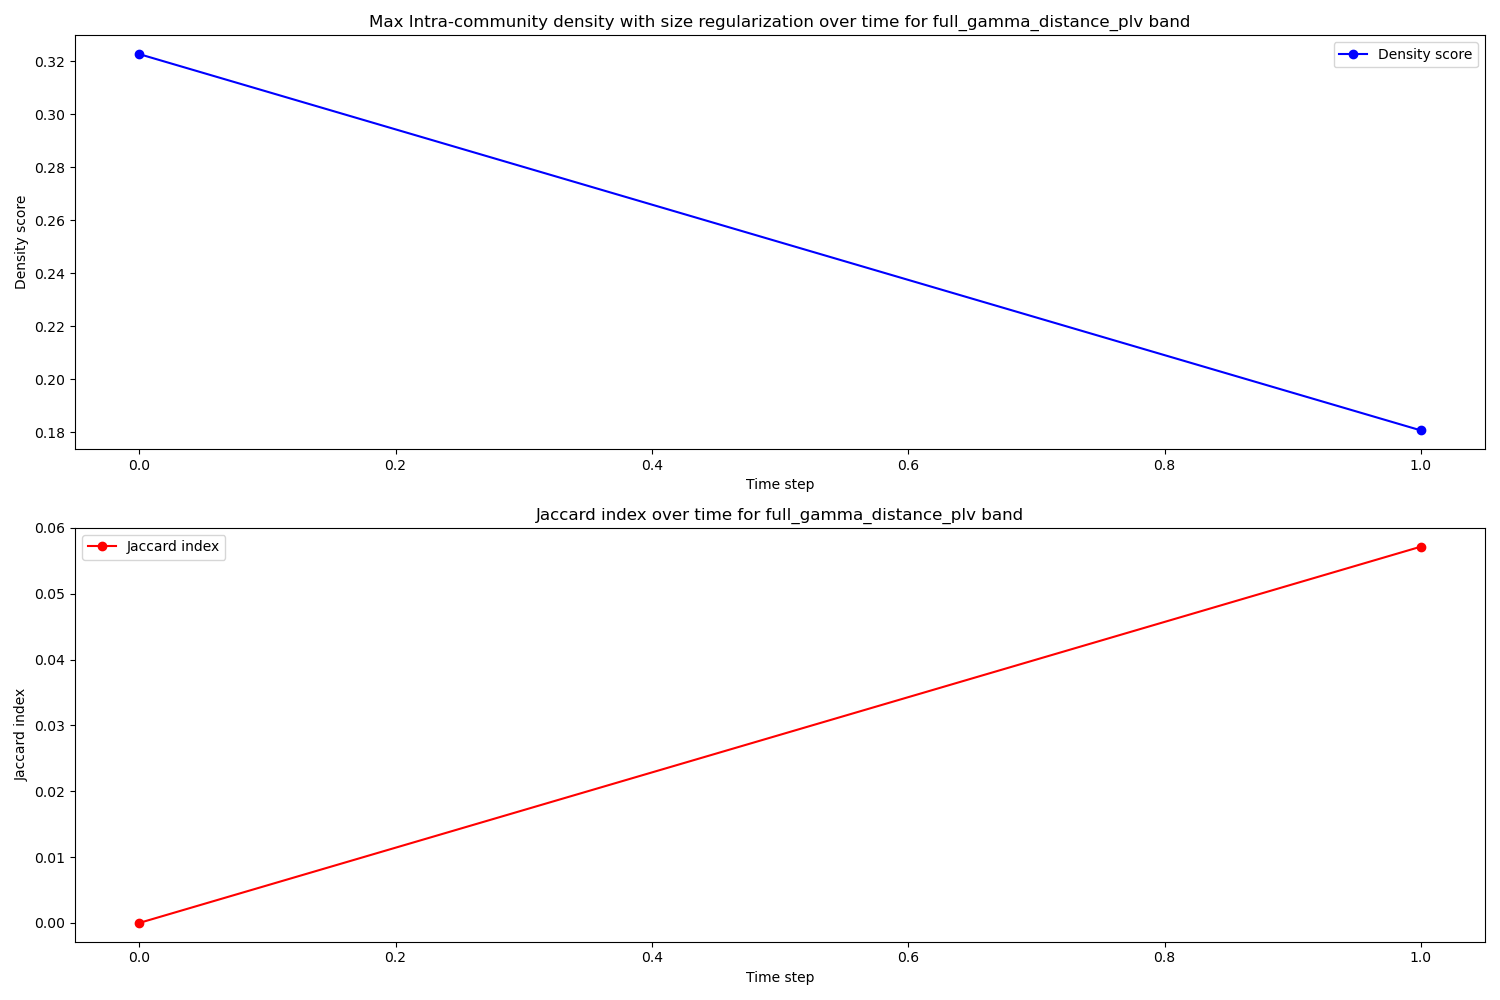 Max Intra-community density with size regularization over time for full_gamma_distance_plv band
Density score
0.32
0.30
0.28
0.26
0.24
0.22
0.20
0.18
Density score
0.0 0.2 0.4 0.6 0.8 1.0
Time step
Jaccard index over time for full_gamma_distance_plv band
Jaccard index
0.06
0.05
0.04
0.03
0.02
0.01
0.00
Jaccard index
0.0 0.2 0.4 0.6 0.8 1.0
Time step